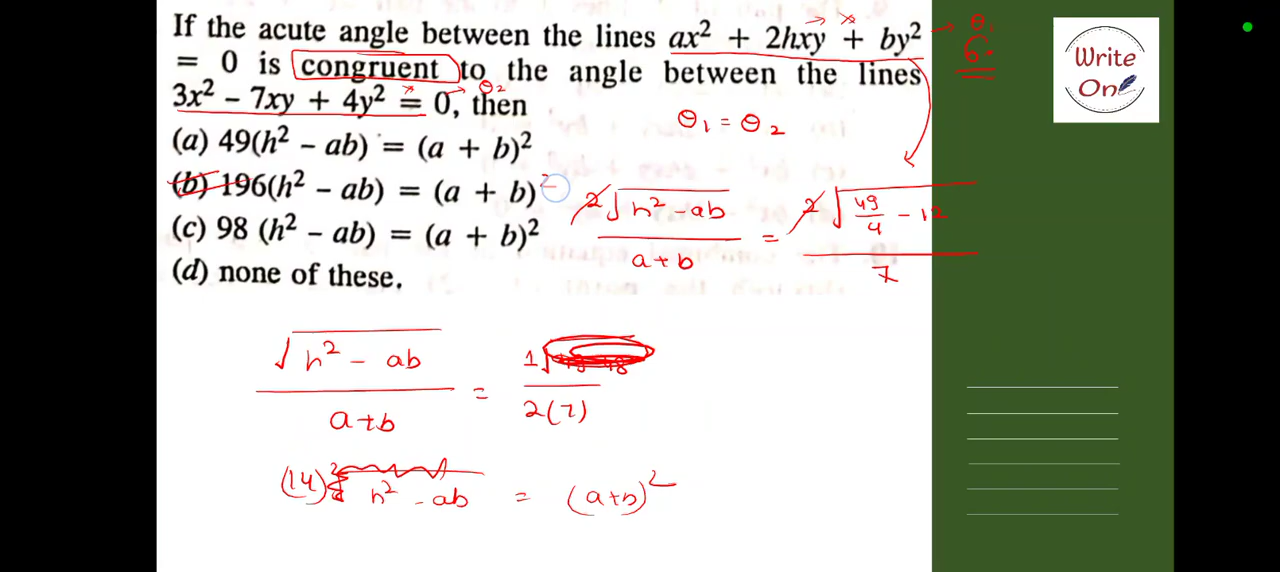 If the acute angle between the lines ax² + 2hxy + by²
= 0 is congruent to the angle between the lines
3x² – 7xy + 4y² = 0, then
(a) 49(h² – ab) = (a + b)²
(b) 196(h² – ab) = (a + b)²
(c) 98 (h² – ab) = (a + b)²
(d) none of these.
θ₁
θ₂
θ₁ = θ₂
2√(h² – ab) / (a+b) = 2√(49/4 – 12) / 7
√(h² – ab) / (a+b) = 1 / 2(7)
(14)² h² – ab = (a+b)²
Write
On